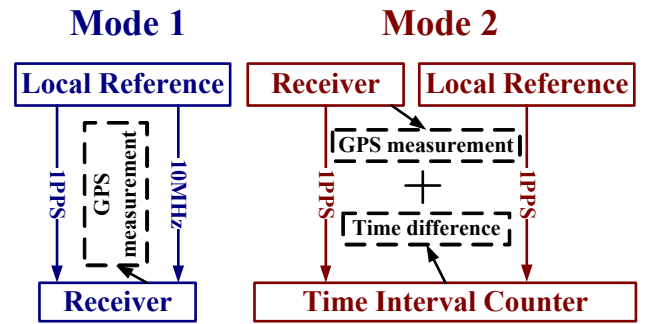 Mode 1
Local Reference
1PPS
GPS
measurement
10MHz
Receiver
Mode 2
Receiver
Local Reference
GPS measurement
1PPS
+
1PPS
Time difference
Time Interval Counter